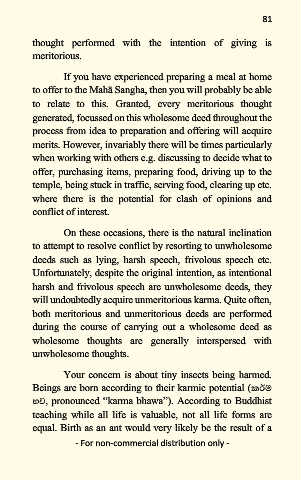 81
thought performed with the intention of giving is
meritorious.
If you have experienced preparing a meal at home
to offer to the Mahā Sangha, then you will probably be able
to relate to this. Granted, every meritorious thought
generated, focussed on this wholesome deed throughout the
process from idea to preparation and offering will acquire
merits. However, invariably there will be times particularly
when working with others e.g. discussing to decide what to
offer, purchasing items, preparing food, driving up to the
temple, being stuck in traffic, serving food, clearing up etc.
where there is the potential for clash of opinions and
conflict of interest.
On these occasions, there is the natural inclination
to attempt to resolve conflict by resorting to unwholesome
deeds such as lying, harsh speech, frivolous speech etc.
Unfortunately, despite the original intention, as intentional
harsh and frivolous speech are unwholesome deeds, they
will undoubtedly acquire unmeritorious karma. Quite often,
both meritorious and unmeritorious deeds are performed
during the course of carrying out a wholesome deed as
wholesome thoughts are generally interspersed with
unwholesome thoughts.
Your concern is about tiny insects being harmed.
Beings are born according to their karmic potential (කර්ම
භව, pronounced “karma bhawa”). According to Buddhist
teaching while all life is valuable, not all life forms are
equal. Birth as an ant would very likely be the result of a
- For non-commercial distribution only -